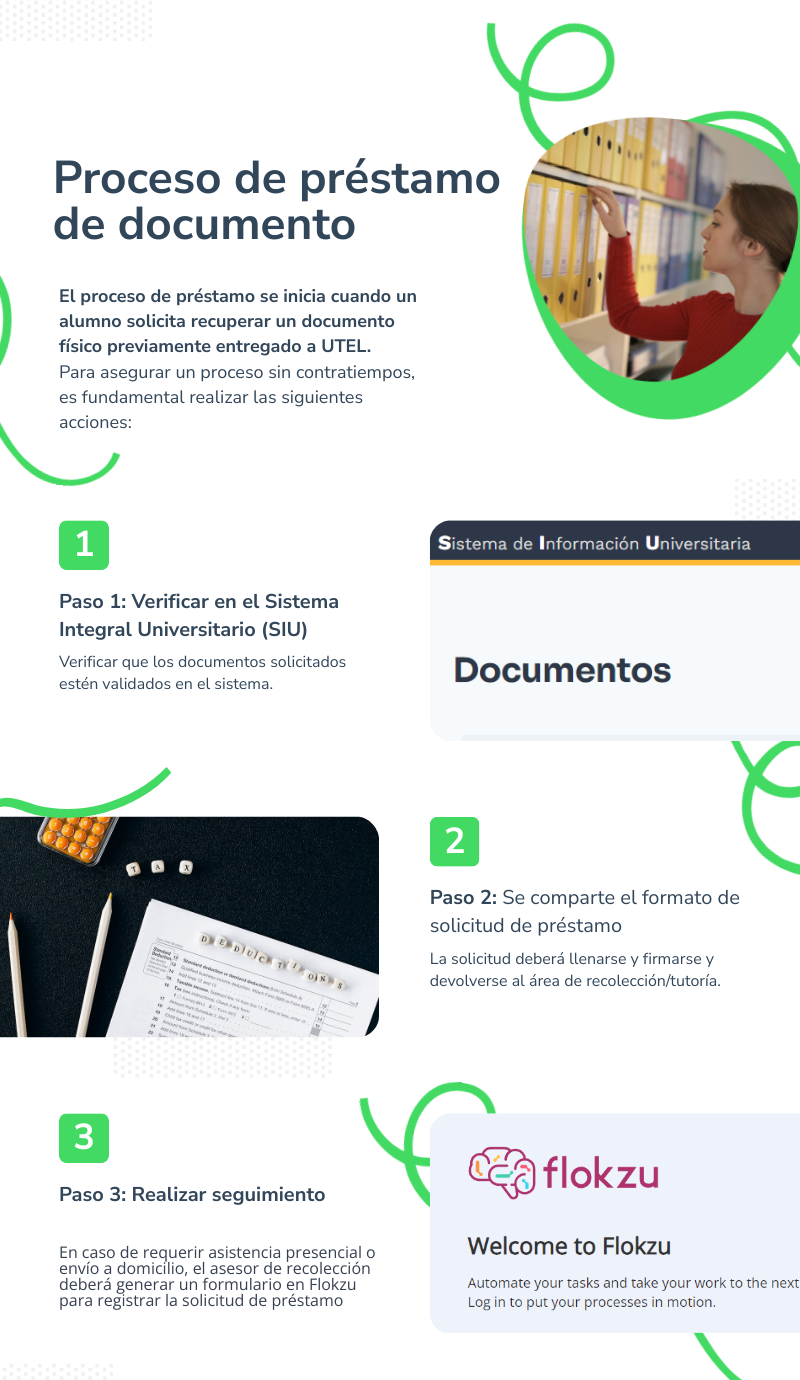 Proceso de préstamo
de documento
El proceso de préstamo se inicia cuando un
alumno solicita recuperar un documento
físico previamente entregado a UTEL.
Para asegurar un proceso sin contratiempos,
es fundamental realizar las siguientes
acciones:
1
Paso 1: Verificar en el Sistema
Integral Universitario (SIU)
Verificar que los documentos solicitados
estén validados en el sistema.
Sistema de Información Universitaria
Documentos
TAX
DEDUCTIONS
2
Paso 2: Se comparte el formato de
solicitud de préstamo
La solicitud deberá llenarse y firmarse y
devolverse al área de recolección/tutoría.
3
Paso 3: Realizar seguimiento
En caso de requerir asistencia presencial o
envío a domicilio, el asesor de recolección
deberá generar un formulario en Flokzu
para registrar la solicitud de préstamo
flokzu
Welcome to Flokzu
Automate your tasks and take your work to the next
Log in to put your processes in motion.